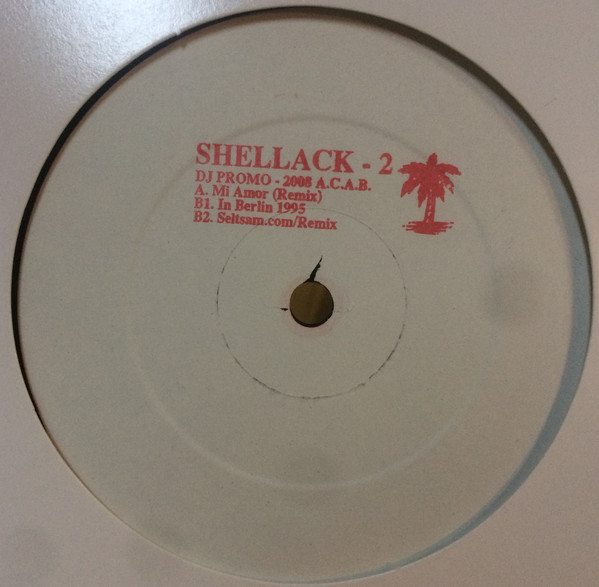 SHELLACK - 2
DJ PROMO - 2008 A.C.A.B.
A. Mi Amor (Remix)
B1. In Berlin 1995
B2. Seltsam.com/Remix